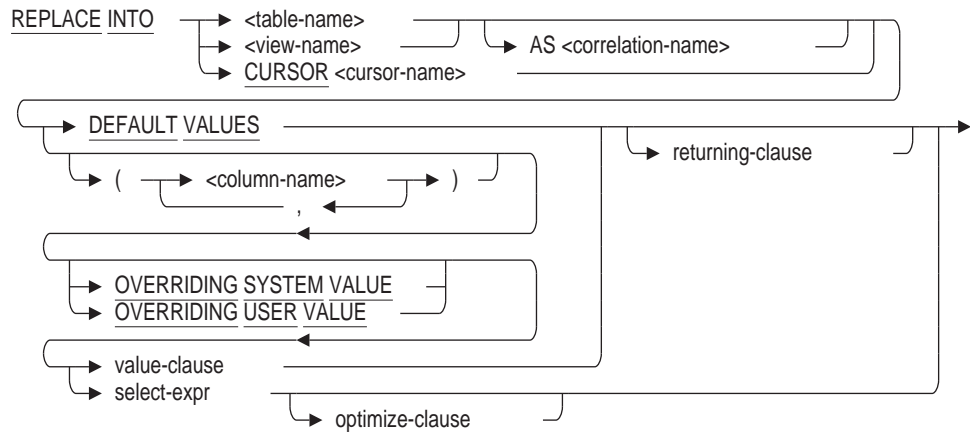 REPLACE INTO <table-name>
<view-name> AS <correlation-name>
CURSOR <cursor-name>
DEFAULT VALUES
returning-clause
( <column-name> )
,
OVERRIDING SYSTEM VALUE
OVERRIDING USER VALUE
value-clause
select-expr
optimize-clause